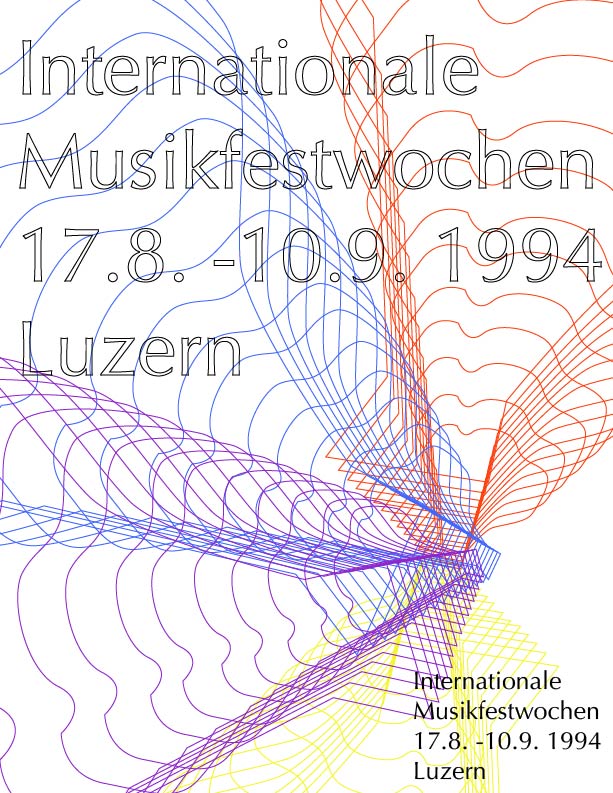 Internationale
Musikfestwochen
17.8. -10.9. 1994
Luzern
Internationale
Musikfestwochen
17.8. -10.9. 1994
Luzern